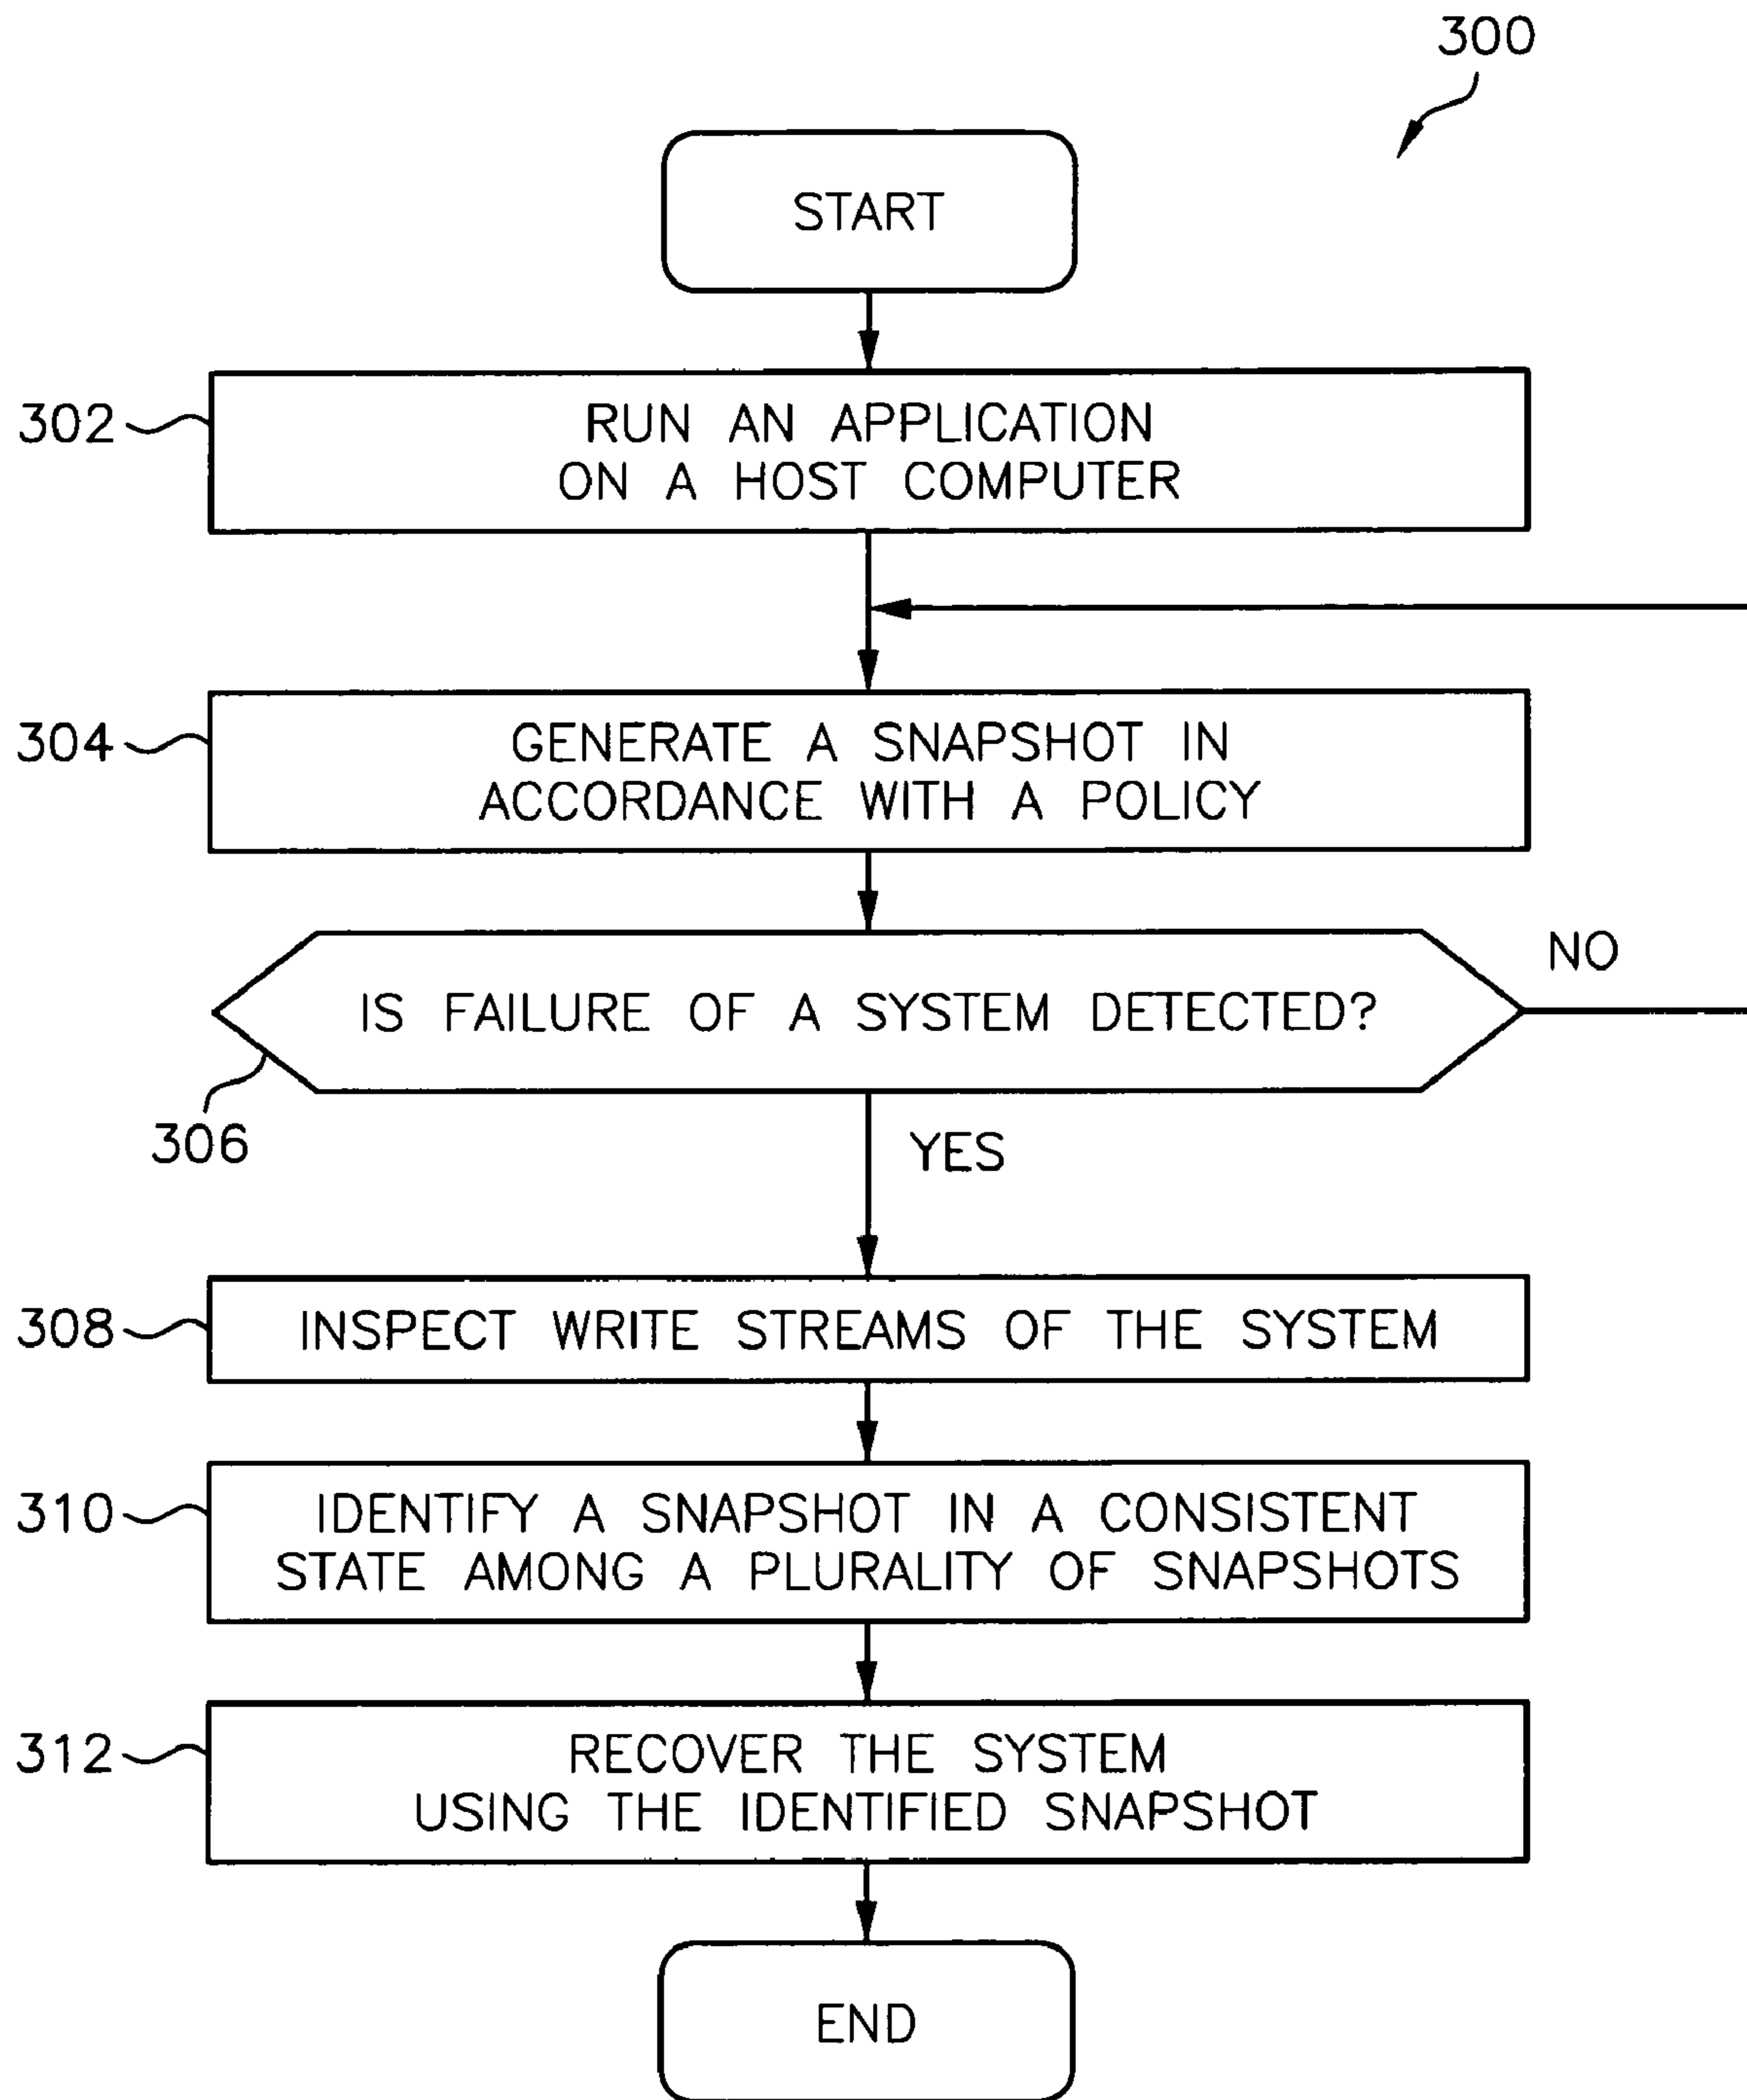 300
START
302
RUN AN APPLICATION
ON A HOST COMPUTER
304
GENERATE A SNAPSHOT IN
ACCORDANCE WITH A POLICY
NO
IS FAILURE OF A SYSTEM DETECTED?
306
YES
308
INSPECT WRITE STREAMS OF THE SYSTEM
310
IDENTIFY A SNAPSHOT IN A CONSISTENT
STATE AMONG A PLURALITY OF SNAPSHOTS
312
RECOVER THE SYSTEM
USING THE IDENTIFIED SNAPSHOT
END